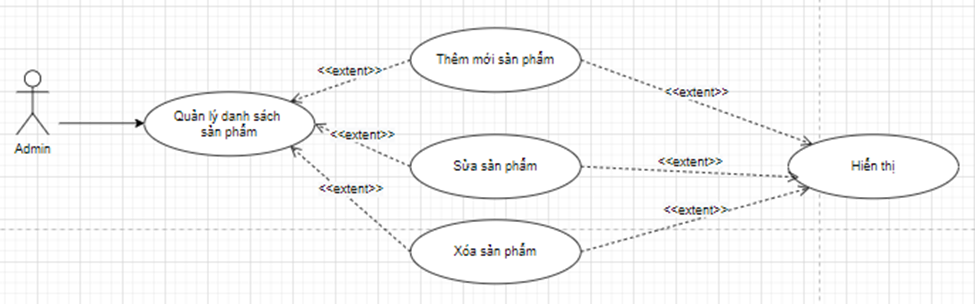 Thêm mới sản phẩm
<<extent>>
<<extent>>
Quản lý danh sách
sản phẩm
<<extent>>
Admin
Sửa sản phẩm
<<extent>>
Hiển thị
<<extent>>
<<extent>>
Xóa sản phẩm